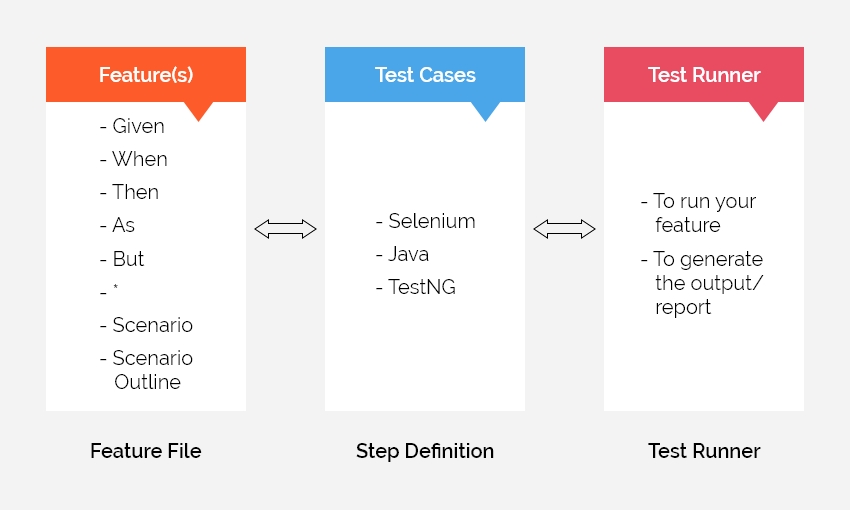 Feature(s)
- Given
- When
- Then
- As
- But
- *
- Scenario
- Scenario
Outline
Feature File
Test Cases
- Selenium
- Java
- TestNG
Step Definition
Test Runner
- To run your
feature
- To generate
the output/
report
Test Runner